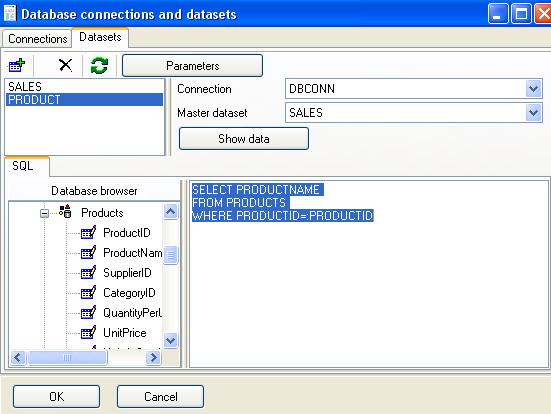 Database connections and datasets
Connections
Datasets
Parameters
SALES
PRODUCT
Connection
DBCONN
Master dataset
SALES
Show data
SQL
Database browser
Products
ProductID
ProductNam
SupplierID
CategoryID
QuantityPerU
UnitPrice
SELECT PRODUCTNAME
FROM PRODUCTS
WHERE PRODUCTID=:PRODUCTID
OK
Cancel